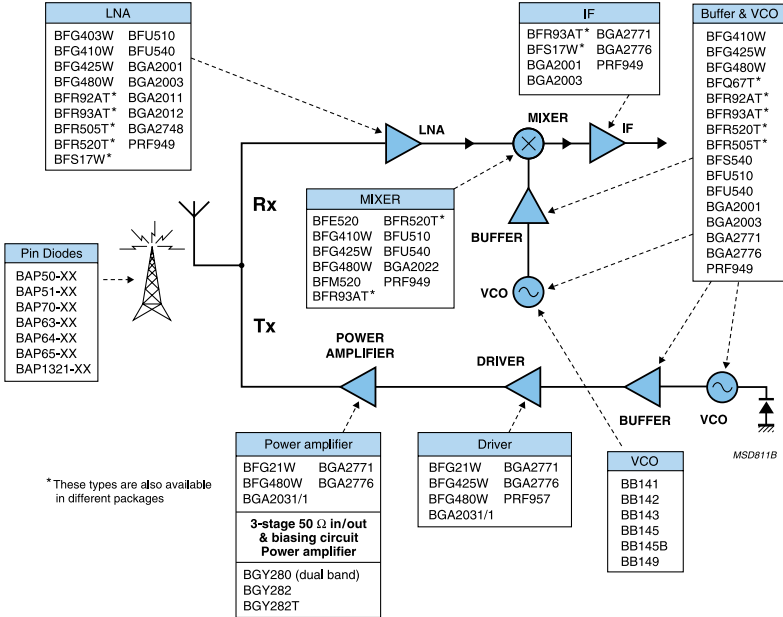 LNA
BFG403W BFU510
BFG410W BFU540
BFG425W BGA2001
BFG480W BGA2003
BFR92AT* BGA2011
BFR93AT* BGA2012
BFR505T* BGA2748
BFR520T* PRF949
BFS17W*
IF
BFR93AT* BGA2771
BFS17W* BGA2776
BGA2001 PRF949
BGA2003
Buffer & VCO
BFG410W
BFG425W
BFG480W
BFQ67T*
BFR92AT*
BFR93AT*
BFR520T*
BFR505T*
BFS540
BFU510
BFU540
BGA2001
BGA2003
BGA2771
BGA2776
PRF949
LNA
MIXER
IF
Rx
MIXER
BFE520 BFR520T*
BFG410W BFU510
BFG425W BFU540
BFG480W BGA2022
BFM520 PRF949
BFR93AT*
BUFFER
VCO
Pin Diodes
BAP50-XX
BAP51-XX
BAP70-XX
BAP63-XX
BAP64-XX
BAP65-XX
BAP1321-XX
Tx
POWER
AMPLIFIER
DRIVER
BUFFER
VCO
MSD811B
Power amplifier
BFG21W BGA2771
BFG480W BGA2776
BGA2031/1
3-stage 50 Ω in/out
& biasing circuit
Power amplifier
BGY280 (dual band)
BGY282
BGY282T
Driver
BFG21W BGA2771
BFG425W BGA2776
BFG480W PRF957
BGA2031/1
VCO
BB141
BB142
BB143
BB145
BB145B
BB149
* These types are also available
in different packages